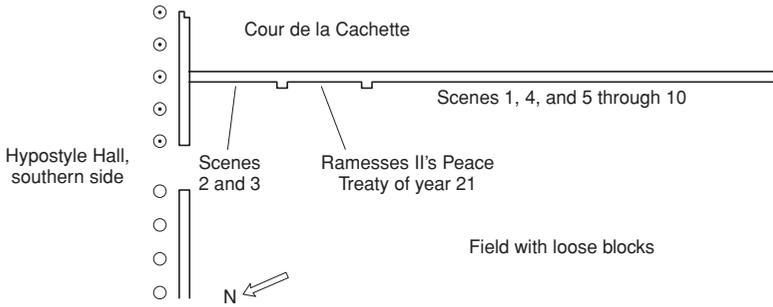 Cour de la Cachette
Scenes 1, 4, and 5 through 10
Hypostyle Hall,
southern side
Scenes
2 and 3
Ramesses II's Peace
Treaty of year 21
Field with loose blocks
N